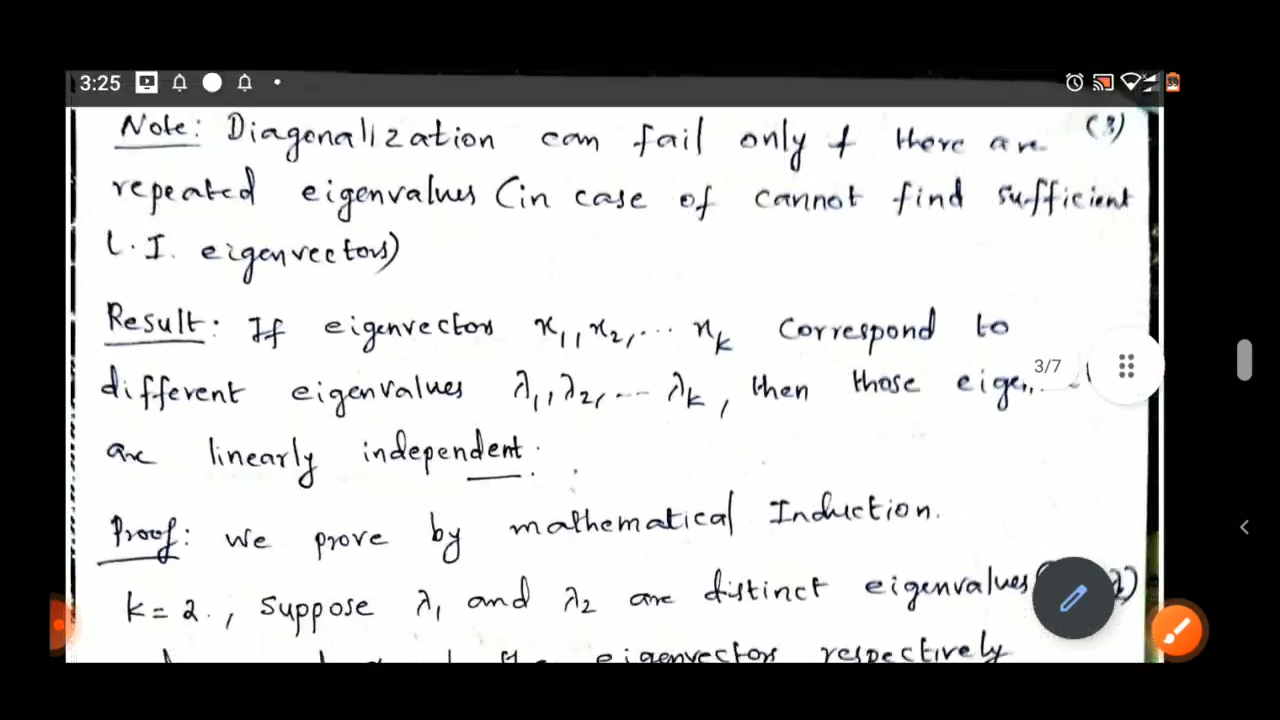 3:25
Note: Diagonalization can fail only if there are (3)
repeated eigenvalues (in case of cannot find sufficient
L.I. eigenvectors)
Result: If eigenvectors x₁, x₂, ... xₖ correspond to
different eigenvalues λ₁, λ₂, ... λₖ, then those
3/7
are linearly independent.
Proof: We prove by mathematical Induction.
k = 2., suppose λ₁ and λ₂ are distinct eigenvalues
eigenvectors respectively